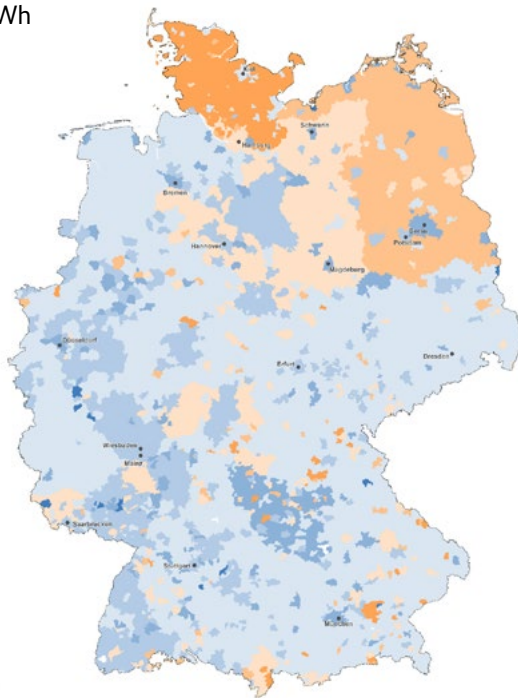 Wh
Schwerin
Hamburg
Bremen
Berlin
Potsdam
Hannover
Magdeburg
Düsseldorf
Erfurt
Dresden
Wiesbaden
Mainz
Saarbrücken
Stuttgart
München